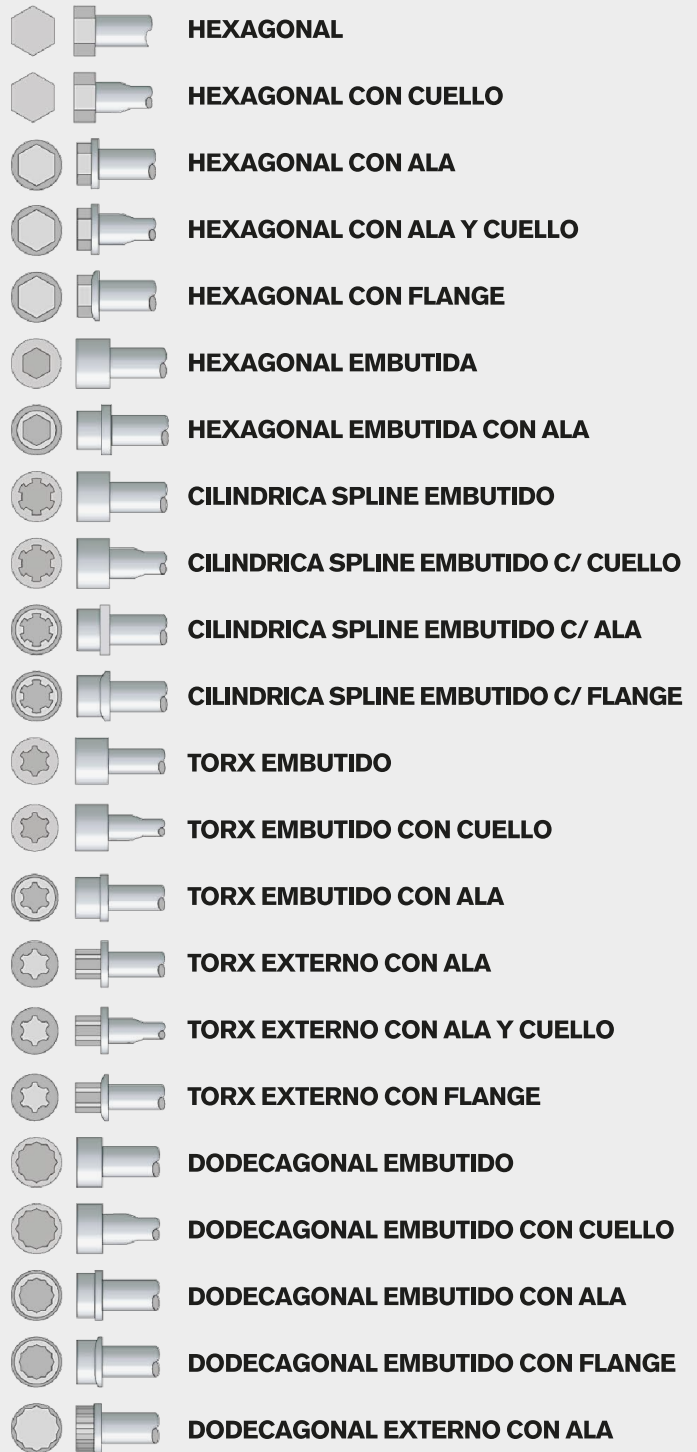 HEXAGONAL
HEXAGONAL CON CUELLO
HEXAGONAL CON ALA
HEXAGONAL CON ALA Y CUELLO
HEXAGONAL CON FLANGE
HEXAGONAL EMBUTIDA
HEXAGONAL EMBUTIDA CON ALA
CILINDRICA SPLINE EMBUTIDO
CILINDRICA SPLINE EMBUTIDO C/ CUELLO
CILINDRICA SPLINE EMBUTIDO C/ ALA
CILINDRICA SPLINE EMBUTIDO C/ FLANGE
TORX EMBUTIDO
TORX EMBUTIDO CON CUELLO
TORX EMBUTIDO CON ALA
TORX EXTERNO CON ALA
TORX EXTERNO CON ALA Y CUELLO
TORX EXTERNO CON FLANGE
DODECAGONAL EMBUTIDO
DODECAGONAL EMBUTIDO CON CUELLO
DODECAGONAL EMBUTIDO CON ALA
DODECAGONAL EMBUTIDO CON FLANGE
DODECAGONAL EXTERNO CON ALA